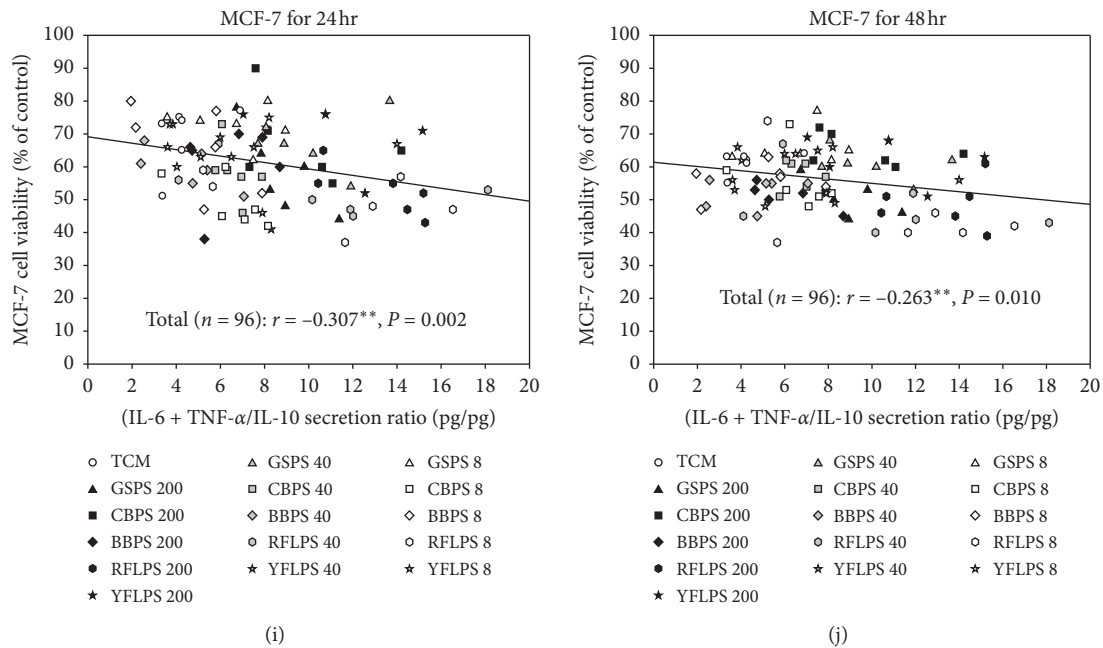 MCF-7 for 24 hr
100
90
80
70
60
50
40
30
20
10
0
MCF-7 cell viability (% of control)
Total (n = 96): r = –0.307**, P = 0.002
0 2 4 6 8 10 12 14 16 18 20
(IL-6 + TNF-α/IL-10 secretion ratio (pg/pg)
TCM GSPS 40 GSPS 8
GSPS 200 CBPS 40 CBPS 8
CBPS 200 BBPS 40 BBPS 8
BBPS 200 RFLPS 40 RFLPS 8
RFLPS 200 YFLPS 40 YFLPS 8
YFLPS 200
(i)
MCF-7 for 48 hr
100
90
80
70
60
50
40
30
20
10
0
MCF-7 cell viability (% of control)
Total (n = 96): r = –0.263**, P = 0.010
0 2 4 6 8 10 12 14 16 18 20
(IL-6 + TNF-α/IL-10 secretion ratio (pg/pg)
TCM GSPS 40 GSPS 8
GSPS 200 CBPS 40 CBPS 8
CBPS 200 BBPS 40 BBPS 8
BBPS 200 RFLPS 40 RFLPS 8
RFLPS 200 YFLPS 40 YFLPS 8
YFLPS 200
(j)